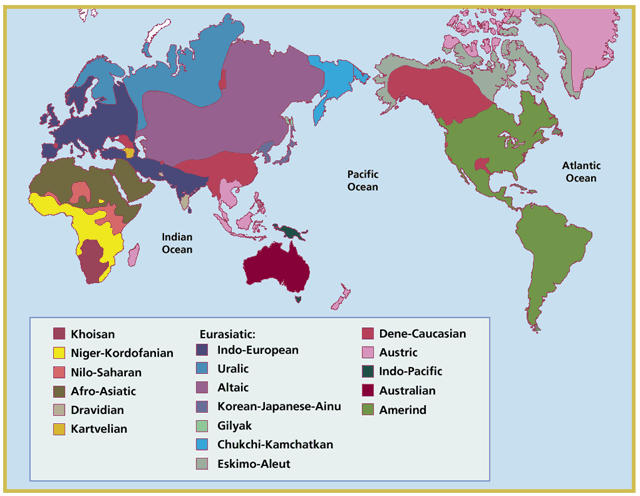 Pacific
Ocean
Atlantic
Ocean
Indian
Ocean
Khoisan
Niger-Kordofanian
Nilo-Saharan
Afro-Asiatic
Dravidian
Kartvelian
Eurasiatic:
Indo-European
Uralic
Altaic
Korean-Japanese-Ainu
Gilyak
Chukchi-Kamchatkan
Eskimo-Aleut
Dene-Caucasian
Austric
Indo-Pacific
Australian
Amerind